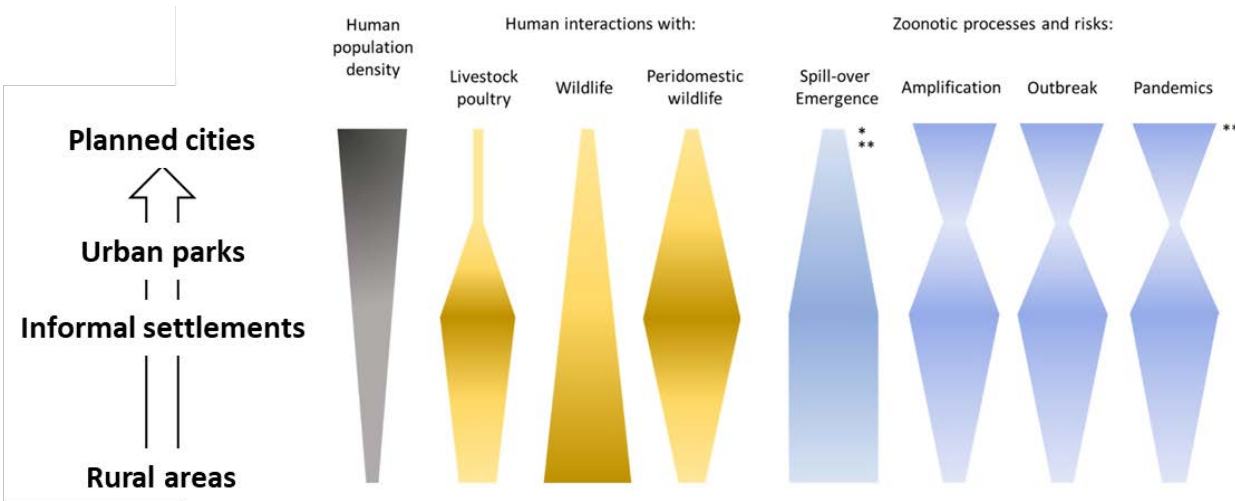 Human
population
density
Human interactions with:
Zoonotic processes and risks:
Livestock
poultry
Wildlife
Peridomestic
wildlife
Spill-over
Emergence
Amplification
Outbreak
Pandemics
*
**
**
Planned cities
Urban parks
Informal settlements
Rural areas